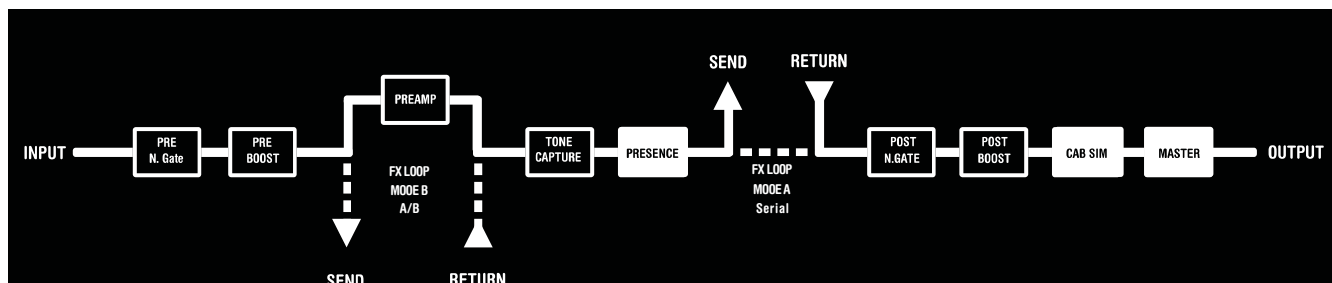 INPUT
PRE
N. Gate
PRE
BOOST
PREAMP
FX LOOP
MOOE B
A/B
SEND
RETURN
TONE
CAPTURE
PRESENCE
SEND
RETURN
FX LOOP
MOOE A
Serial
POST
N.GATE
POST
BOOST
CAB SIM
MASTER
OUTPUT